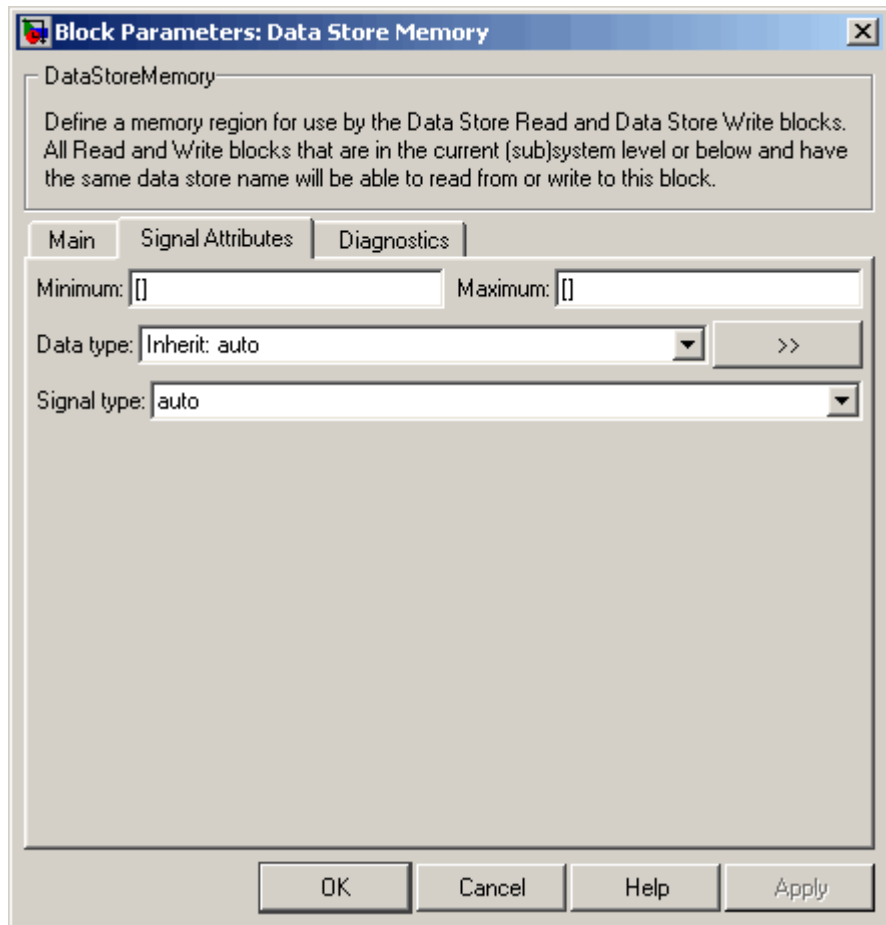 Block Parameters: Data Store Memory
DataStoreMemory
Define a memory region for use by the Data Store Read and Data Store Write blocks.
All Read and Write blocks that are in the current (sub)system level or below and have
the same data store name will be able to read from or write to this block.
Main Signal Attributes Diagnostics
Minimum: [] Maximum: []
Data type: Inherit: auto >>
Signal type: auto
OK Cancel Help Apply